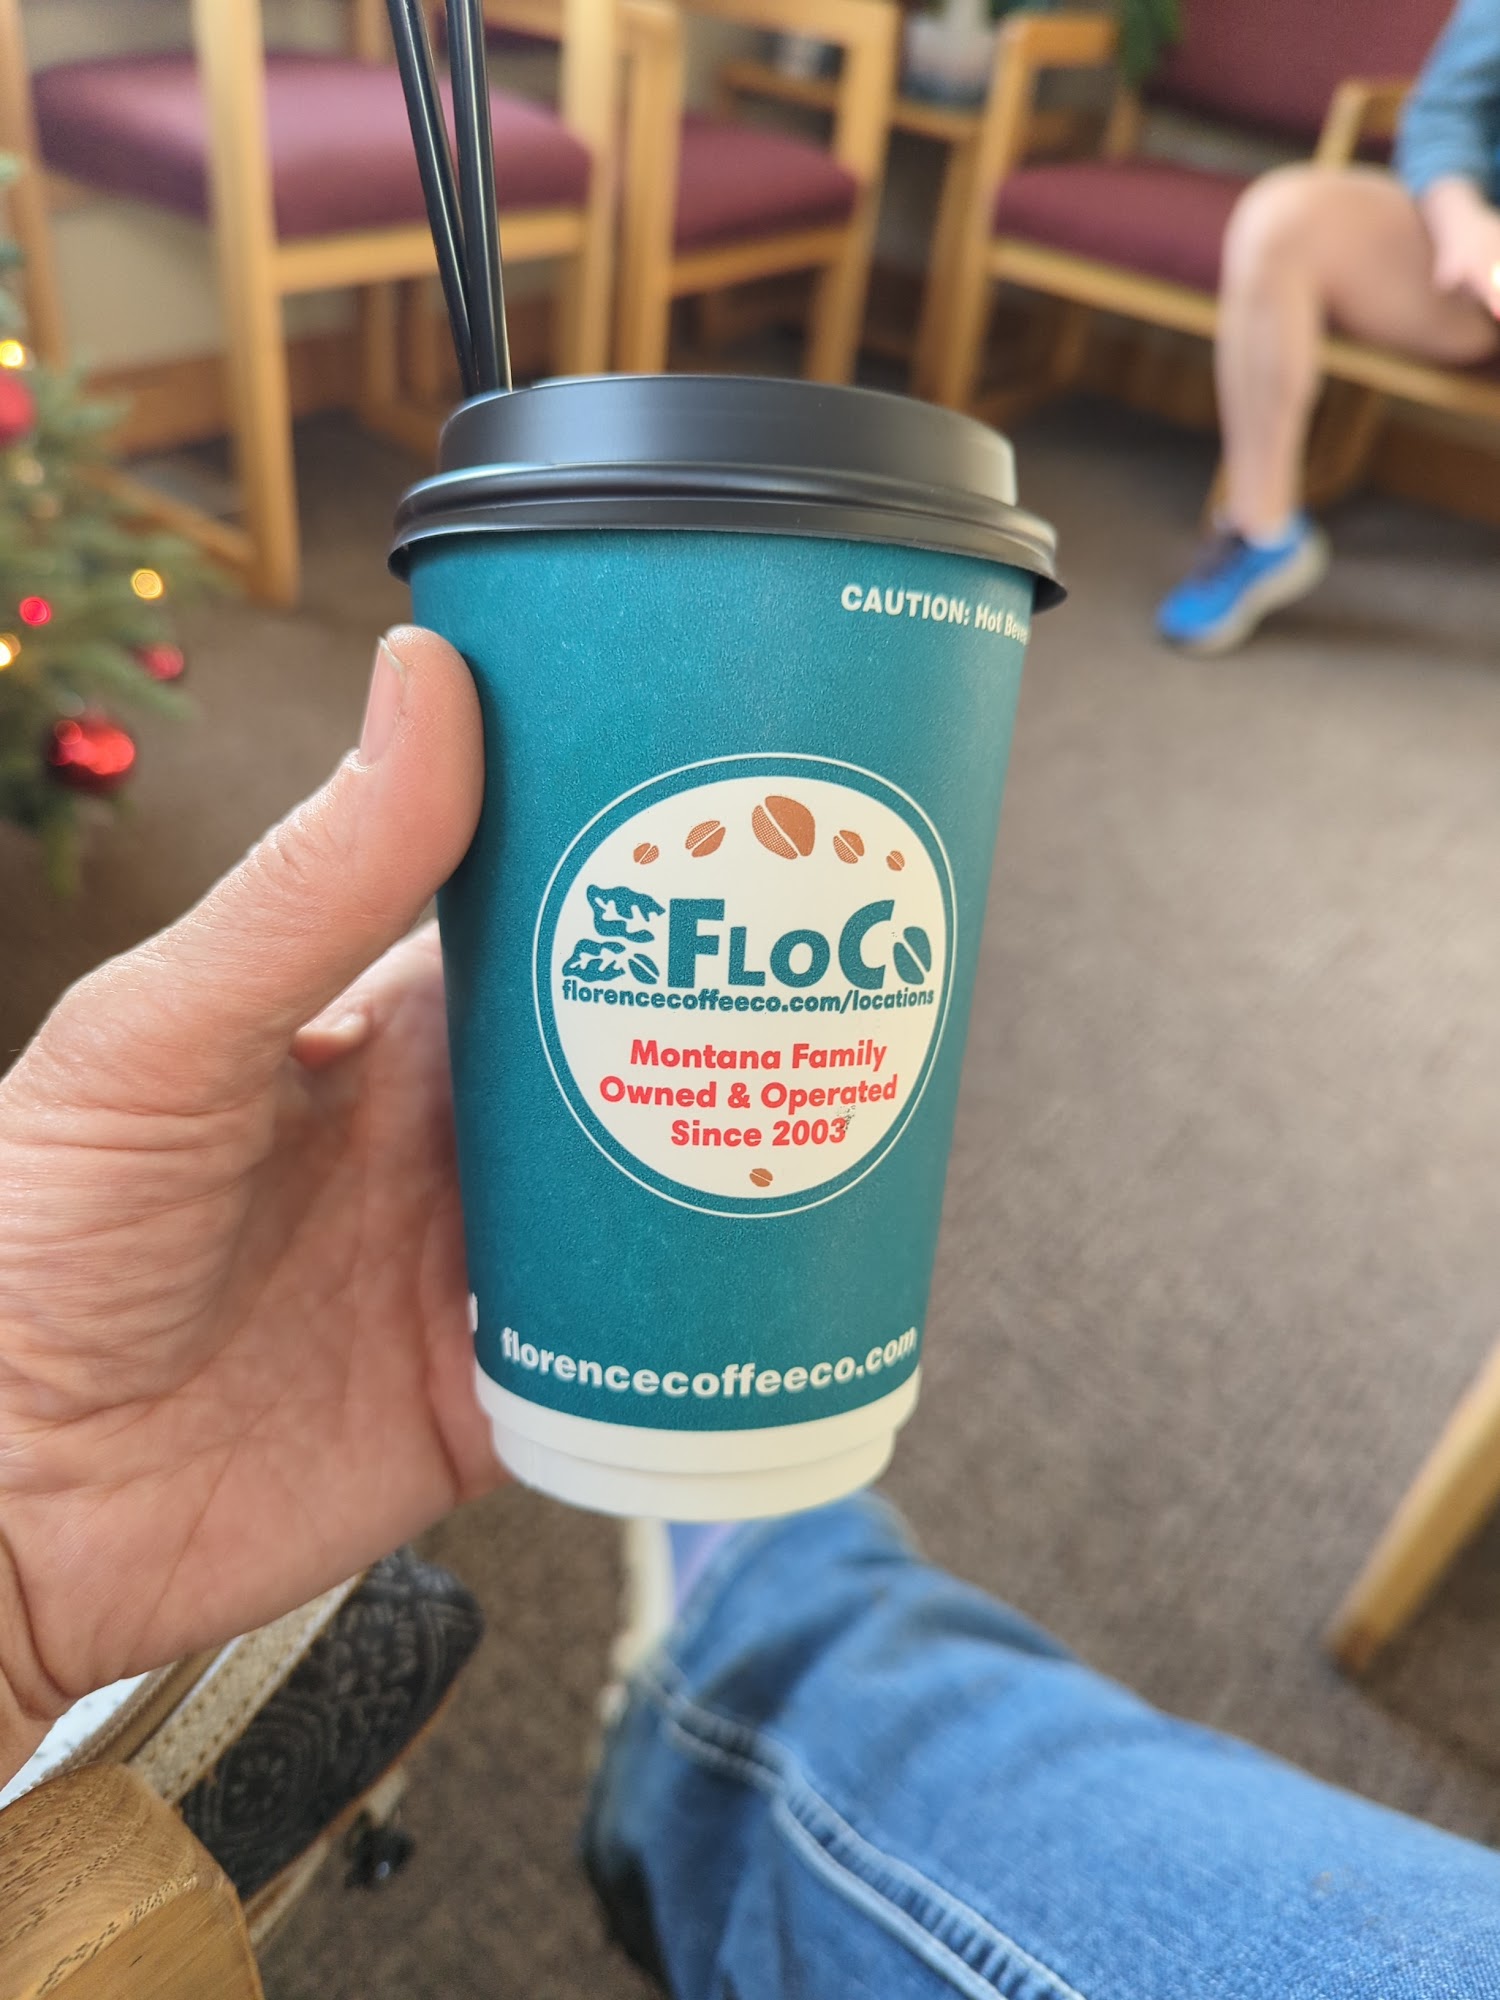 CAUTION: Hot
FLOCO
florencecoffeeco.com/locations
Montana Family
Owned & Operated
Since 2003
florencecoffeeco.com